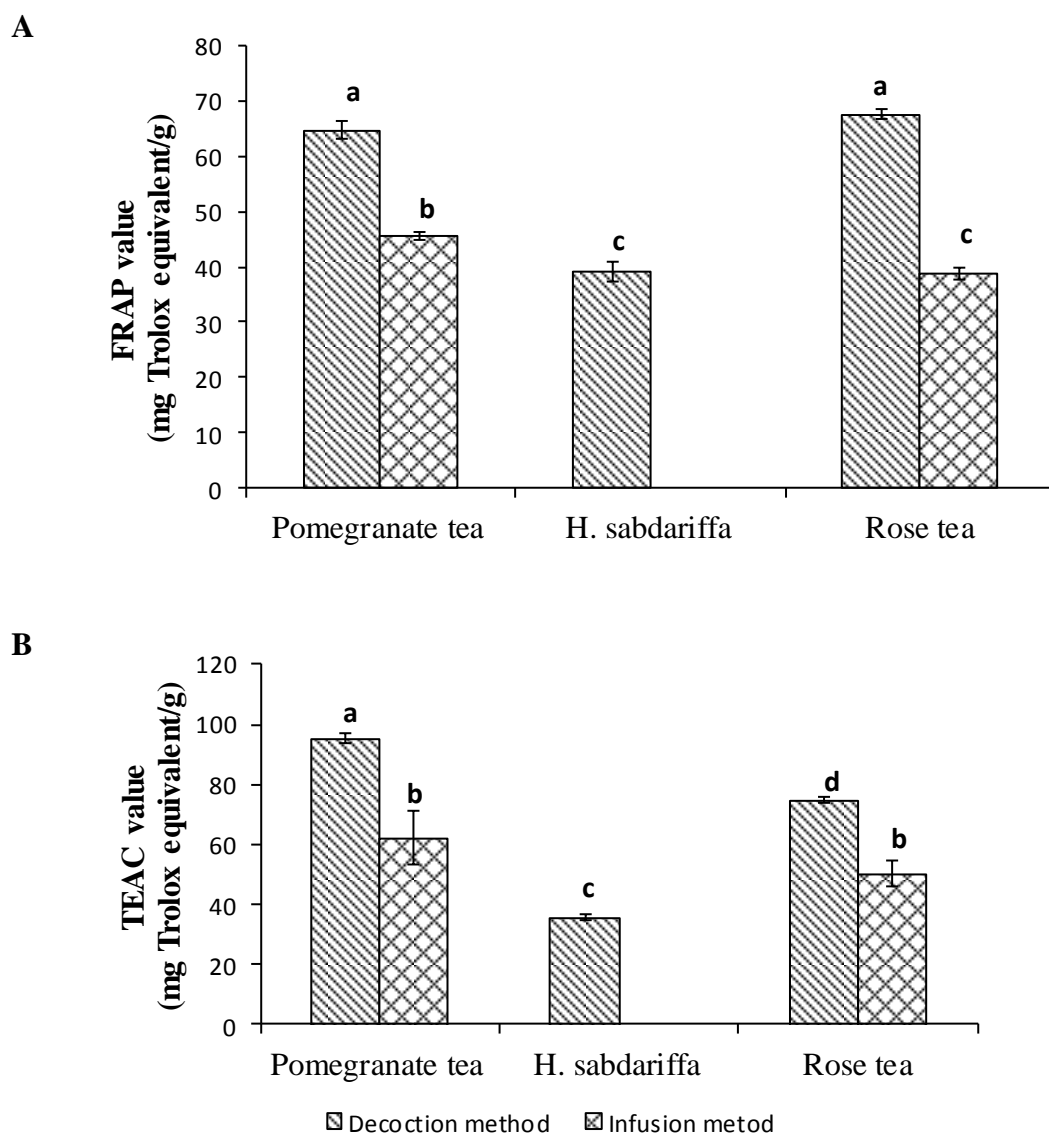 A
80
70
60
50
40
30
20
10
0
FRAP value
(mg Trolox equivalent/g)
a
b
c
a
c
Pomegranate tea
H. sabdariffa
Rose tea
B
120
100
80
60
40
20
0
TEAC value
(mg Trolox equivalent/g)
a
b
c
d
b
Pomegranate tea
H. sabdariffa
Rose tea
Decoction method
Infusion metod